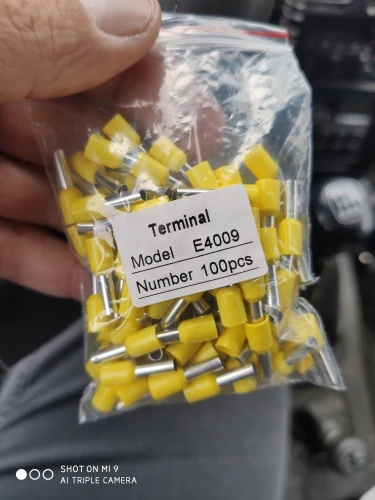 Terminal
Model E4009
Number 100pcs
SHOT ON MI 9
AI TRIPLE CAMERA